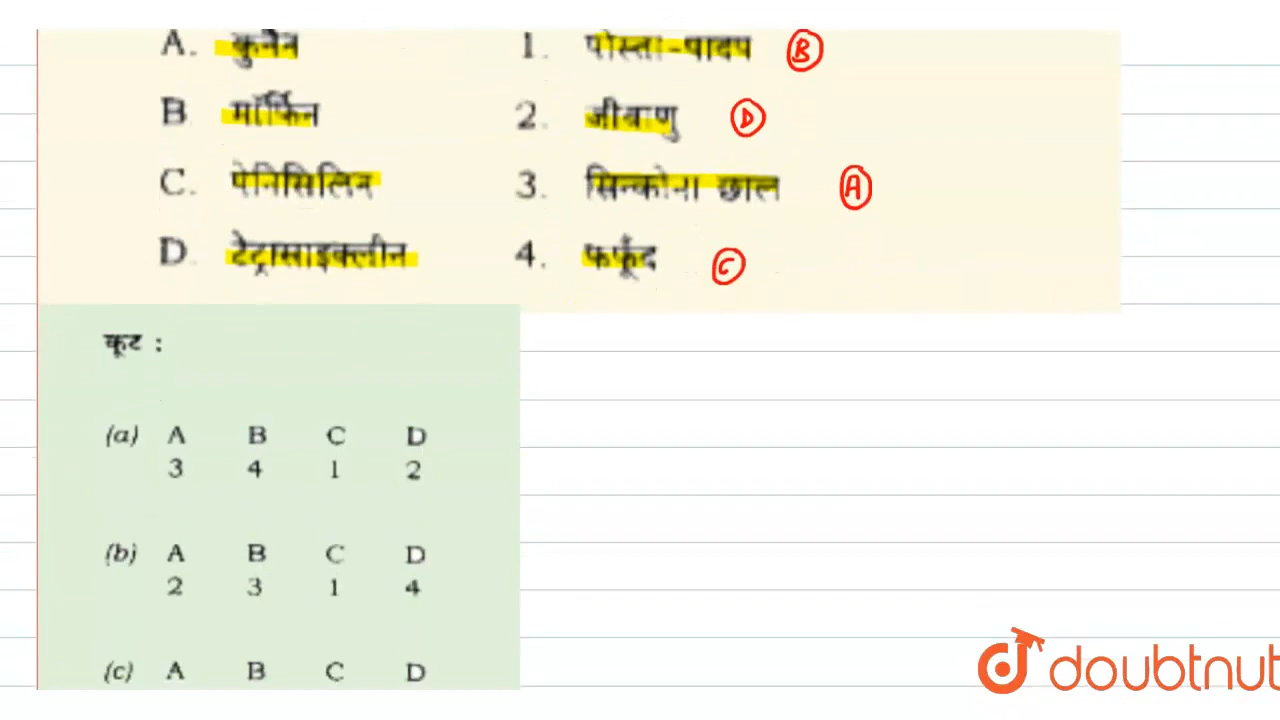 A. कुनैन 1. पोस्ता-पादप B
B मॉर्फिन 2. जीवाणु D
C. पेनिसिलिन 3. सिन्कोना छाल A
D. टेट्रासाइक्लीन 4. फफूँद C
कूट :
(a) A B C D
3 4 1 2
(b) A B C D
2 3 1 4
(c) A B C D
doubtnut